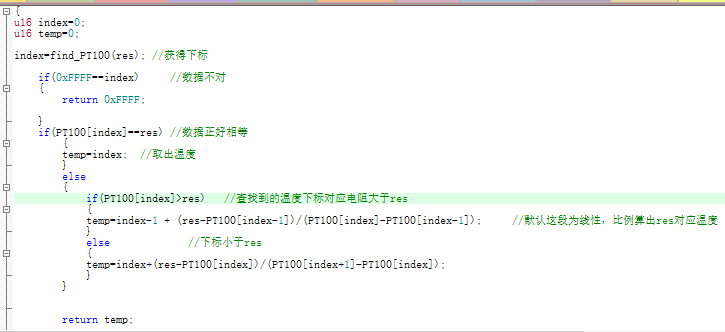 {
u16 index=0;
u16 temp=0;
index=find_PT100(res); //获得下标
if(0xFFFF==index) //数据不对
{
return 0xFFFF;
}
if(PT100[index]==res) //数据正好相等
{
temp=index; //取出温度
}
else
{
if(PT100[index]>res) //查找到的温度下标对应电阻大于res
{
temp=index-1 + (res-PT100[index-1])/(PT100[index]-PT100[index-1]); //默认这段为线性，比例算出res对应温度
}
else //下标小于res
{
temp=index+(res-PT100[index])/(PT100[index+1]-PT100[index]);
}
}
return temp;